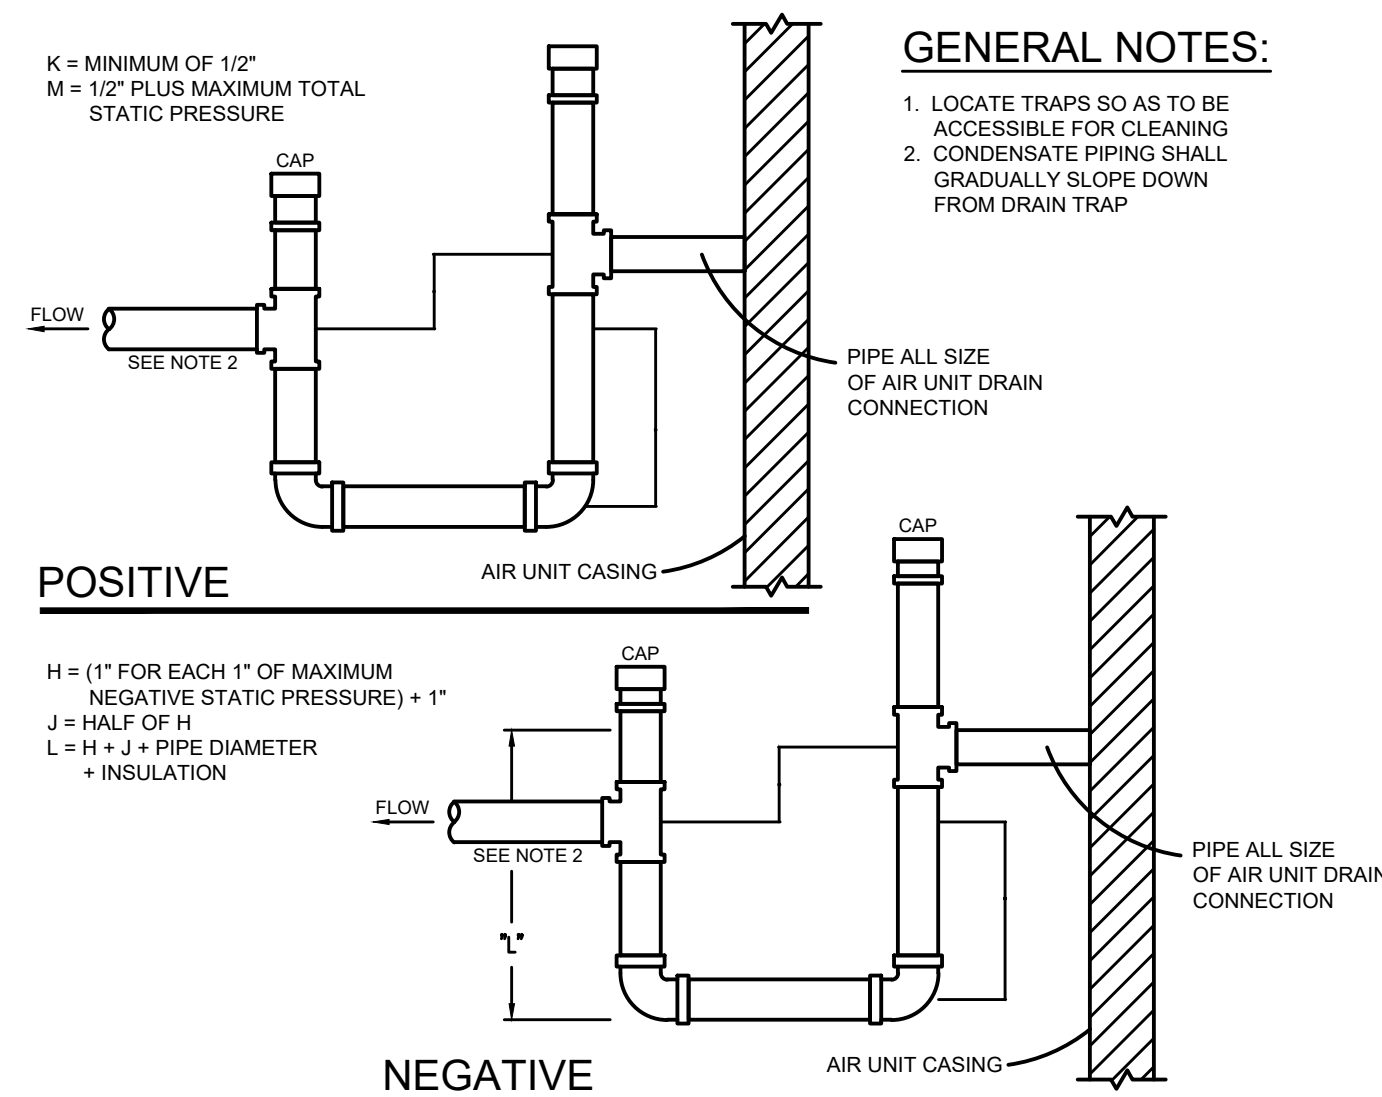 K = MINIMUM OF 1/2"
M = 1/2" PLUS MAXIMUM TOTAL
STATIC PRESSURE
CAP
FLOW
SEE NOTE 2
PIPE ALL SIZE
OF AIR UNIT DRAIN
CONNECTION
AIR UNIT CASING
POSITIVE
GENERAL NOTES:
1. LOCATE TRAPS SO AS TO BE
ACCESSIBLE FOR CLEANING
2. CONDENSATE PIPING SHALL
GRADUALLY SLOPE DOWN
FROM DRAIN TRAP
H = (1" FOR EACH 1" OF MAXIMUM
NEGATIVE STATIC PRESSURE) + 1"
J = HALF OF H
L = H + J + PIPE DIAMETER
+ INSULATION
CAP
CAP
FLOW
SEE NOTE 2
"L"
PIPE ALL SIZE
OF AIR UNIT DRAIN
CONNECTION
AIR UNIT CASING
NEGATIVE